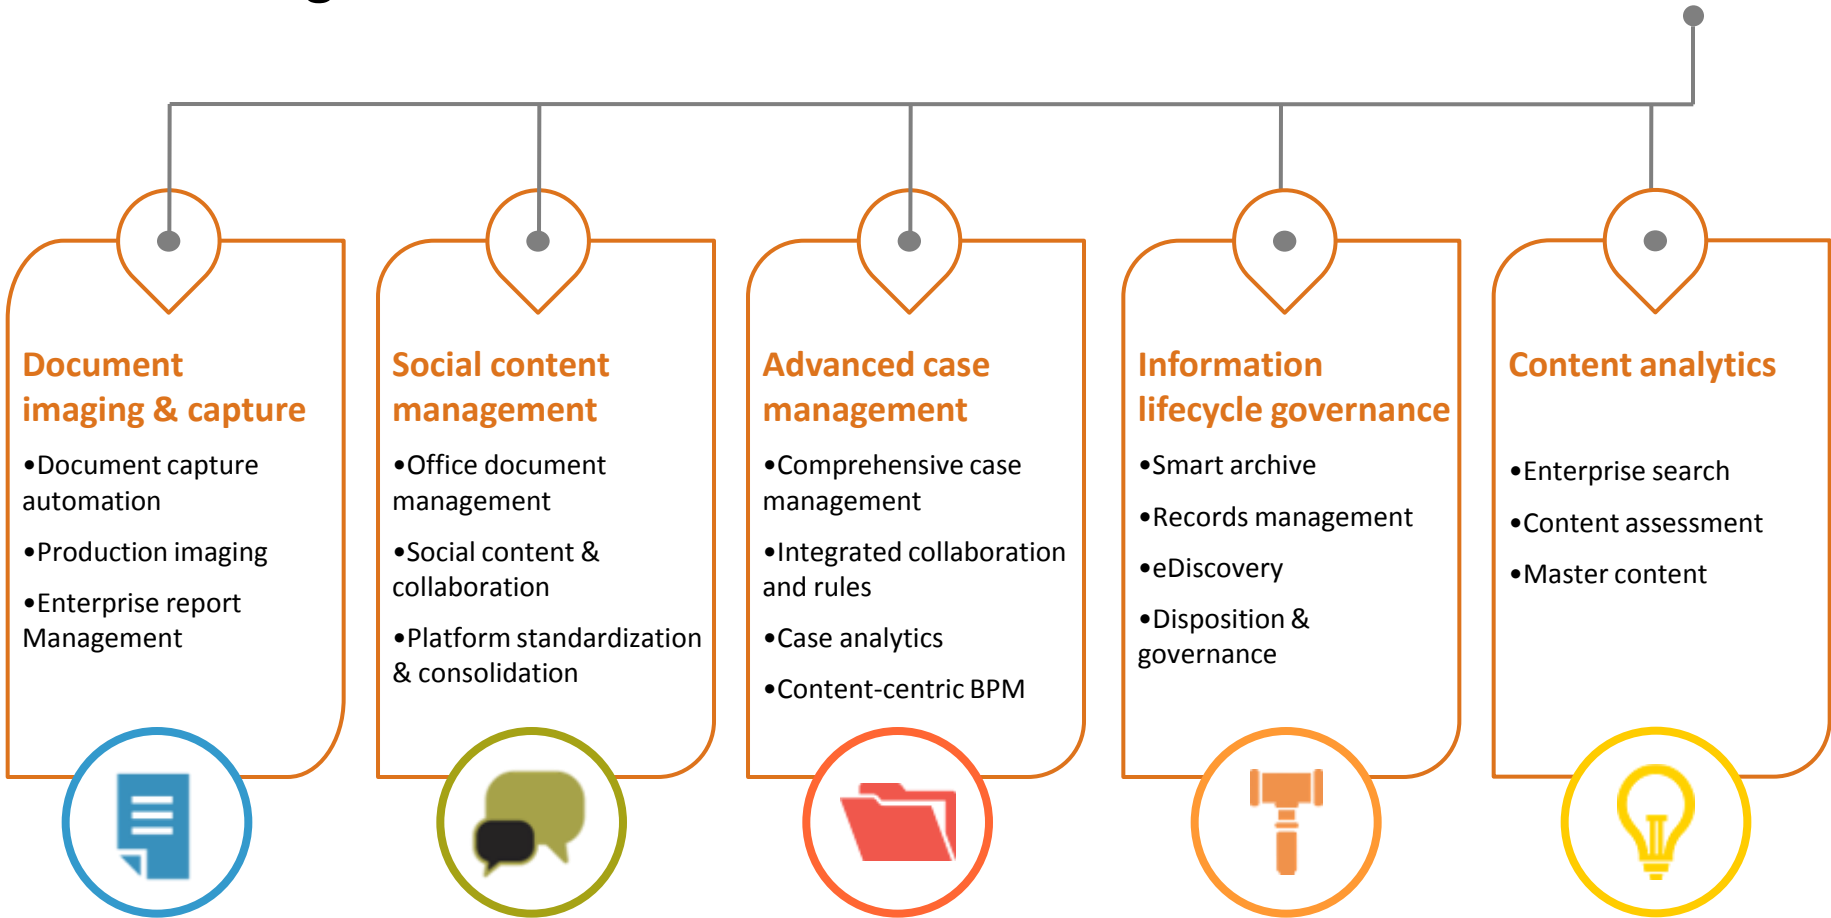 Document
imaging & capture
•Document capture
automation
•Production imaging
•Enterprise report
Management
Social content
management
•Office document
management
•Social content &
collaboration
•Platform standardization
& consolidation
Advanced case
management
•Comprehensive case
management
•Integrated collaboration
and rules
•Case analytics
•Content-centric BPM
Information
lifecycle governance
•Smart archive
•Records management
•eDiscovery
•Disposition &
governance
Content analytics
•Enterprise search
•Content assessment
•Master content